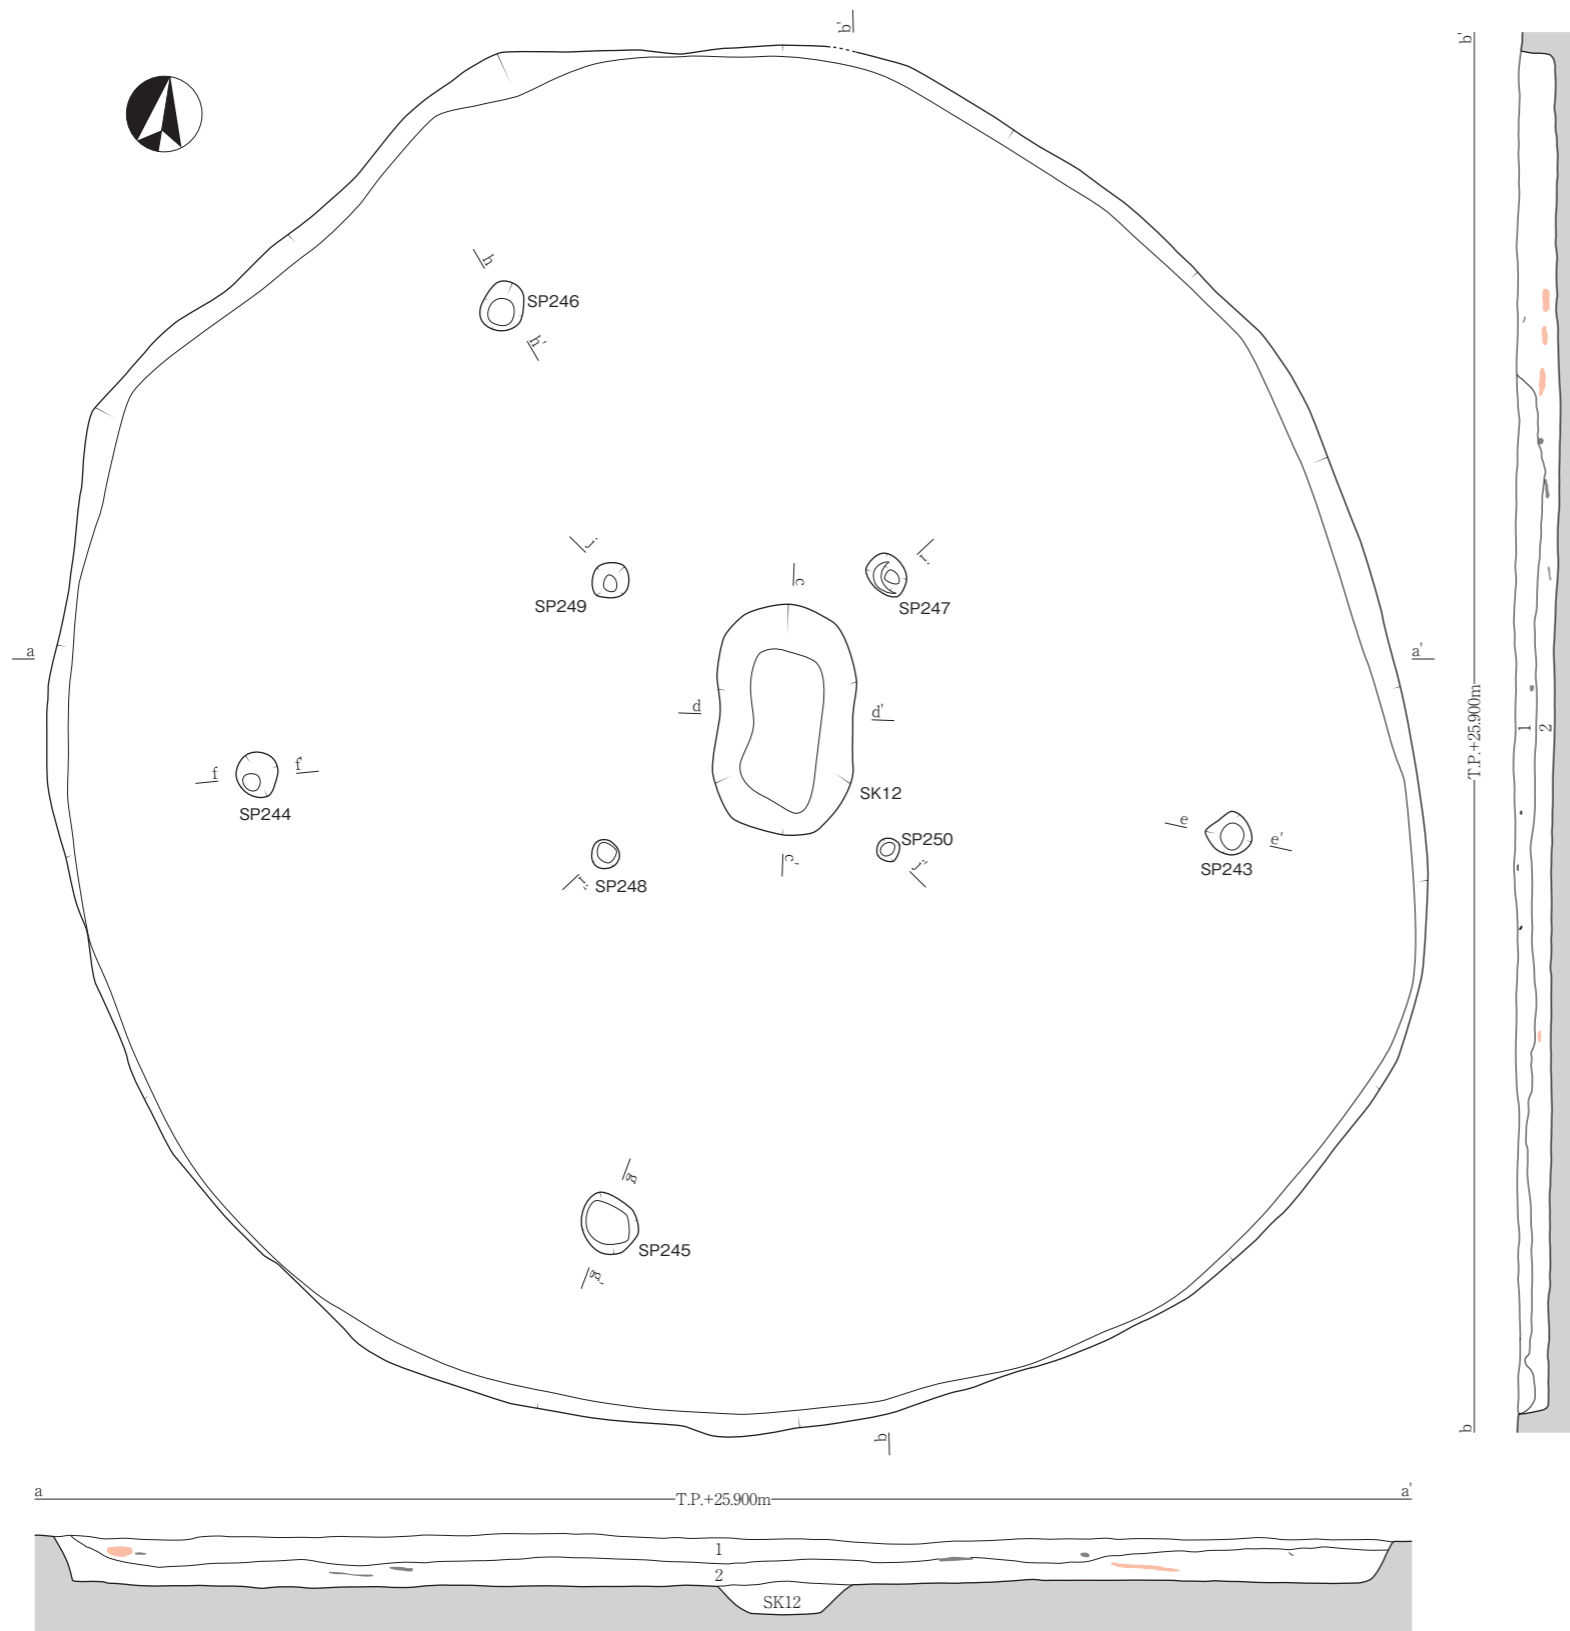 b'
b'
h
SP246
h'
j
i'
SP249
c
SP247
a
a'
d
d'
T.P.+25.900m
1
2
f
f'
SK12
SP244
e
SP250
e'
SP243
c'
j'
i
SP248
g
SP245
g'
b
b
a
T.P.+25.900m
a'
1
2
SK12